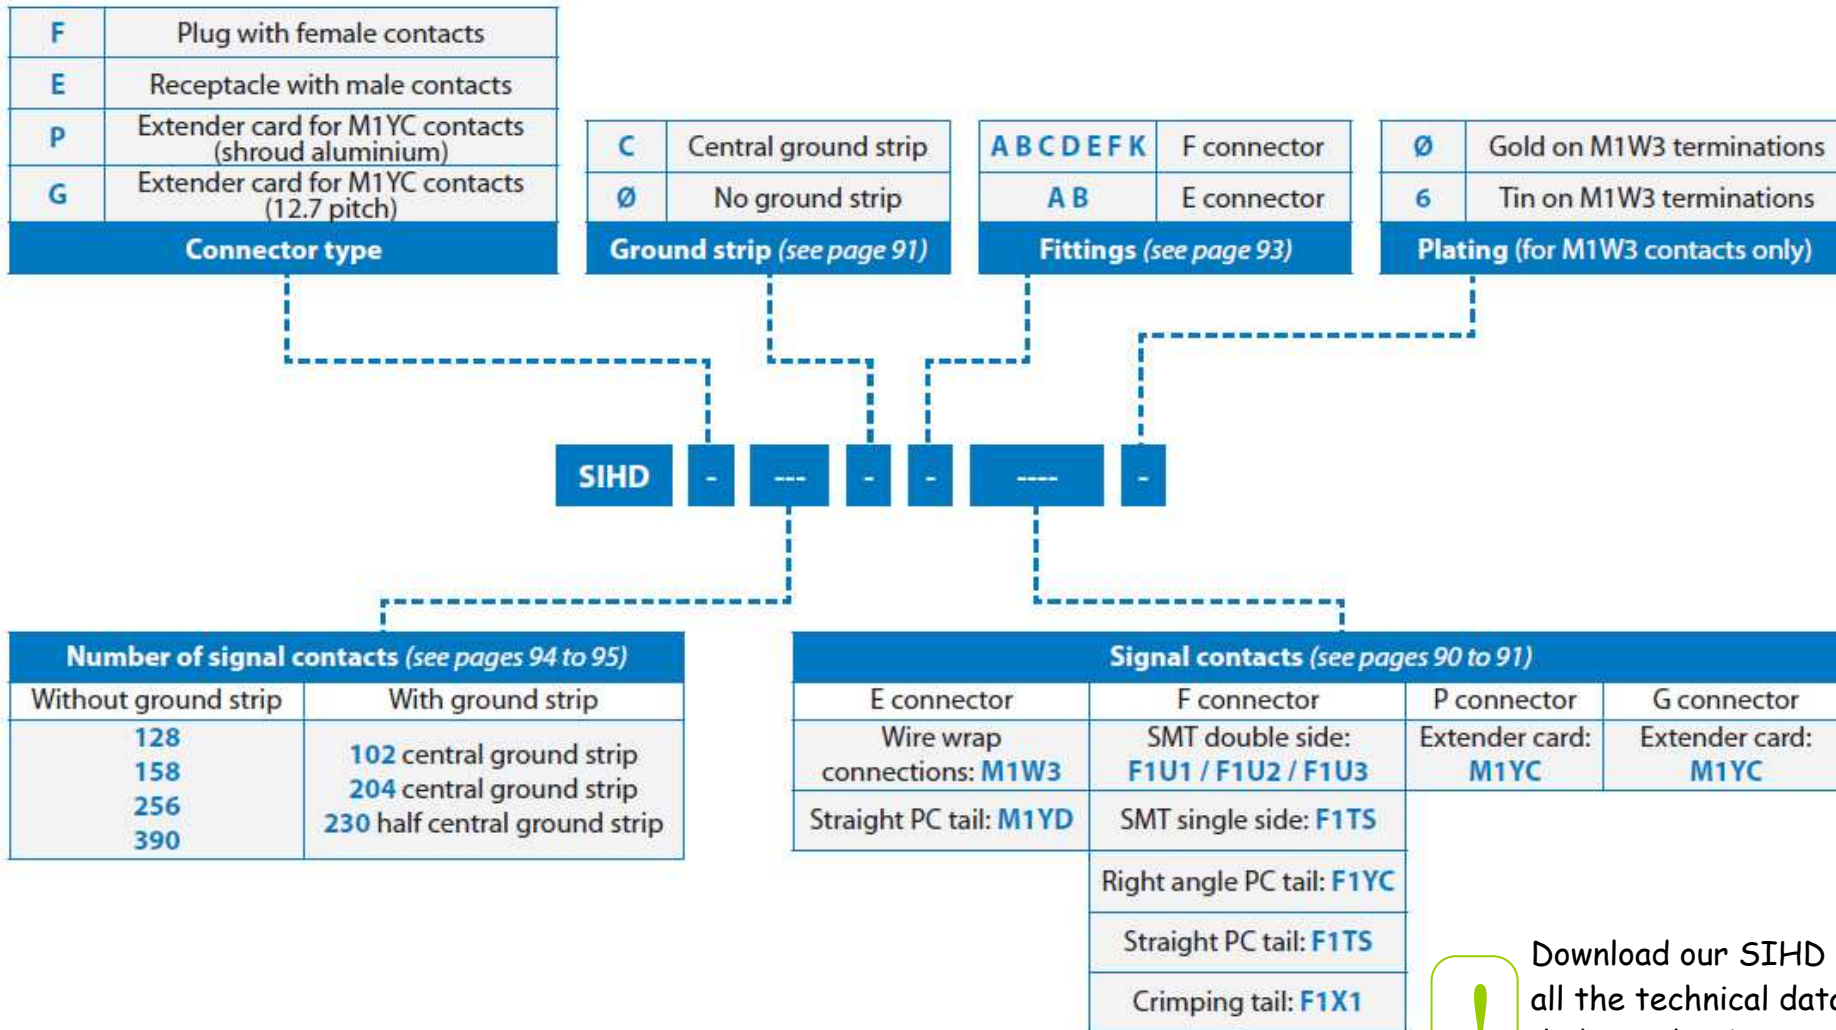 F Plug with female contacts
E Receptacle with male contacts
P Extender card for M1YC contacts
(shroud aluminium)
G Extender card for M1YC contacts
(12.7 pitch)
Connector type
C Central ground strip
Ø No ground strip
Ground strip (see page 91)
A B C D E F K F connector
A B E connector
Fittings (see page 93)
Ø Gold on M1W3 terminations
6 Tin on M1W3 terminations
Plating (for M1W3 contacts only)
SIHD - --- - - ---- -
Number of signal contacts (see pages 94 to 95)
Without ground strip With ground strip
128
158
256
390
102 central ground strip
204 central ground strip
230 half central ground strip
Signal contacts (see pages 90 to 91)
E connector F connector P connector G connector
Wire wrap
connections: M1W3
SMT double side:
F1U1 / F1U2 / F1U3
Extender card:
M1YC
Extender card:
M1YC
Straight PC tail: M1YD SMT single side: F1TS
Right angle PC tail: F1YC
Straight PC tail: F1TS
Crimping tail: F1X1
!
Download our SIHD
all the technical data